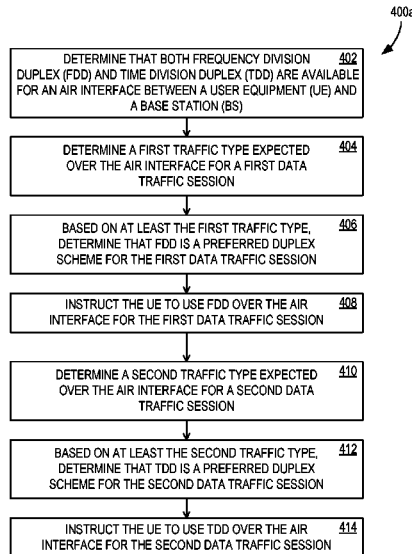 400a
DETERMINE THAT BOTH FREQUENCY DIVISION 402
DUPLEX (FDD) AND TIME DIVISION DUPLEX (TDD) ARE AVAILABLE
FOR AN AIR INTERFACE BETWEEN A USER EQUIPMENT (UE) AND
A BASE STATION (BS)
DETERMINE A FIRST TRAFFIC TYPE EXPECTED 404
OVER THE AIR INTERFACE FOR A FIRST DATA
TRAFFIC SESSION
BASED ON AT LEAST THE FIRST TRAFFIC TYPE, 406
DETERMINE THAT FDD IS A PREFERRED DUPLEX
SCHEME FOR THE FIRST DATA TRAFFIC SESSION
INSTRUCT THE UE TO USE FDD OVER THE AIR 408
INTERFACE FOR THE FIRST DATA TRAFFIC SESSION
DETERMINE A SECOND TRAFFIC TYPE EXPECTED 410
OVER THE AIR INTERFACE FOR A SECOND DATA
TRAFFIC SESSION
BASED ON AT LEAST THE SECOND TRAFFIC TYPE, 412
DETERMINE THAT TDD IS A PREFERRED DUPLEX
SCHEME FOR THE SECOND DATA TRAFFIC SESSION
INSTRUCT THE UE TO USE TDD OVER THE AIR 414
INTERFACE FOR THE SECOND DATA TRAFFIC SESSION